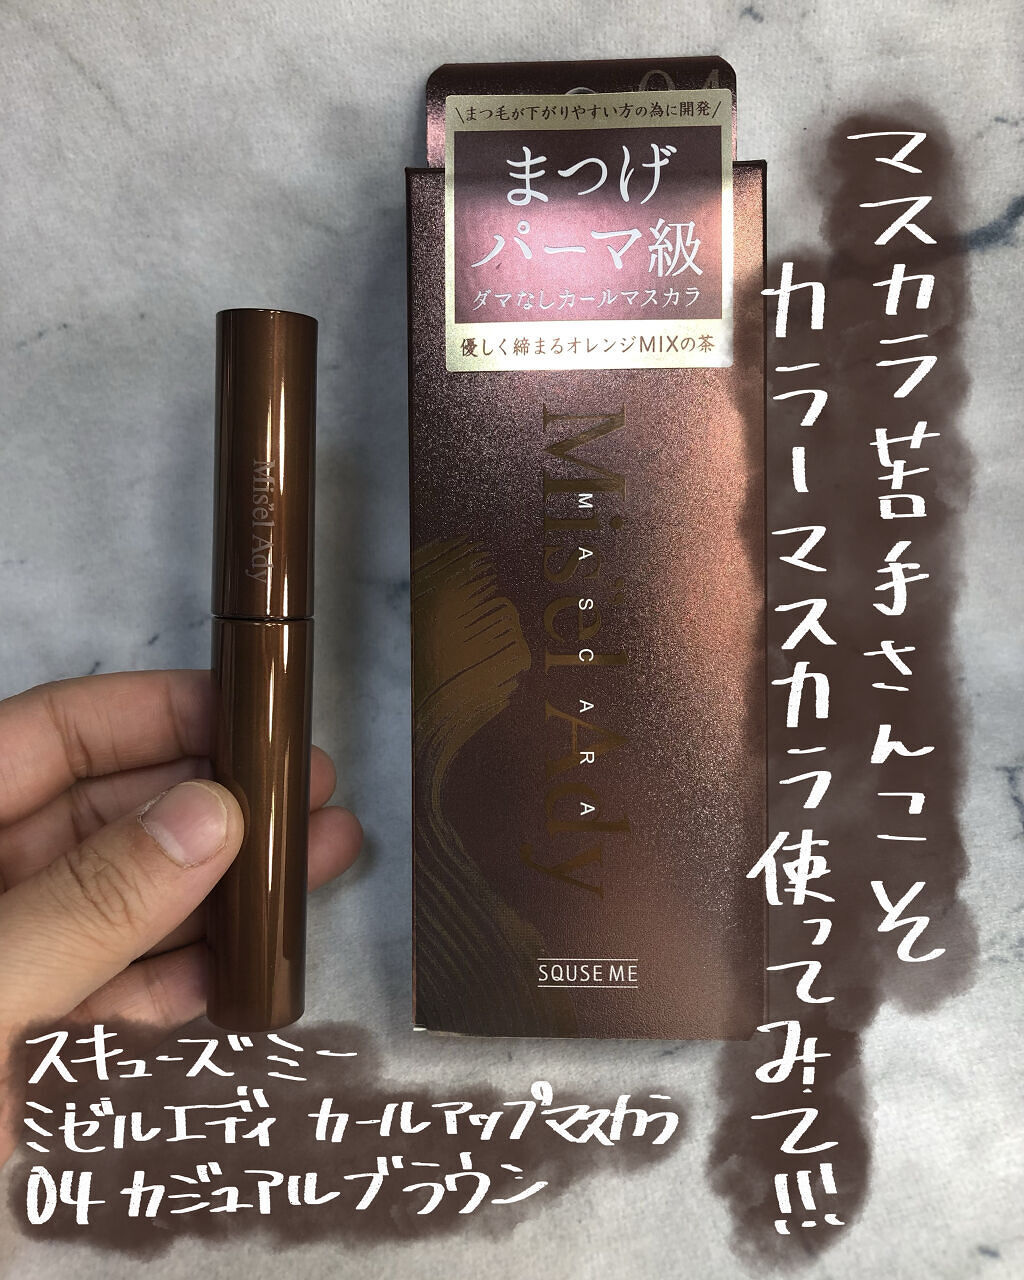 04
\まつ毛が下がりやすい方の為に開発/
まつげ
パーマ級
ダマなしカールマスカラ
優しく締まるオレンジMIXの茶
Mis'el Ady
MASCARA
SQUSE ME
Mis'el Ady
マスカラ苦手さんこそ
カラーマスカラ使ってみて!!!
スキューズミー
ミゼルエディ カールアップマスカラ
04 カジュアルブラウン